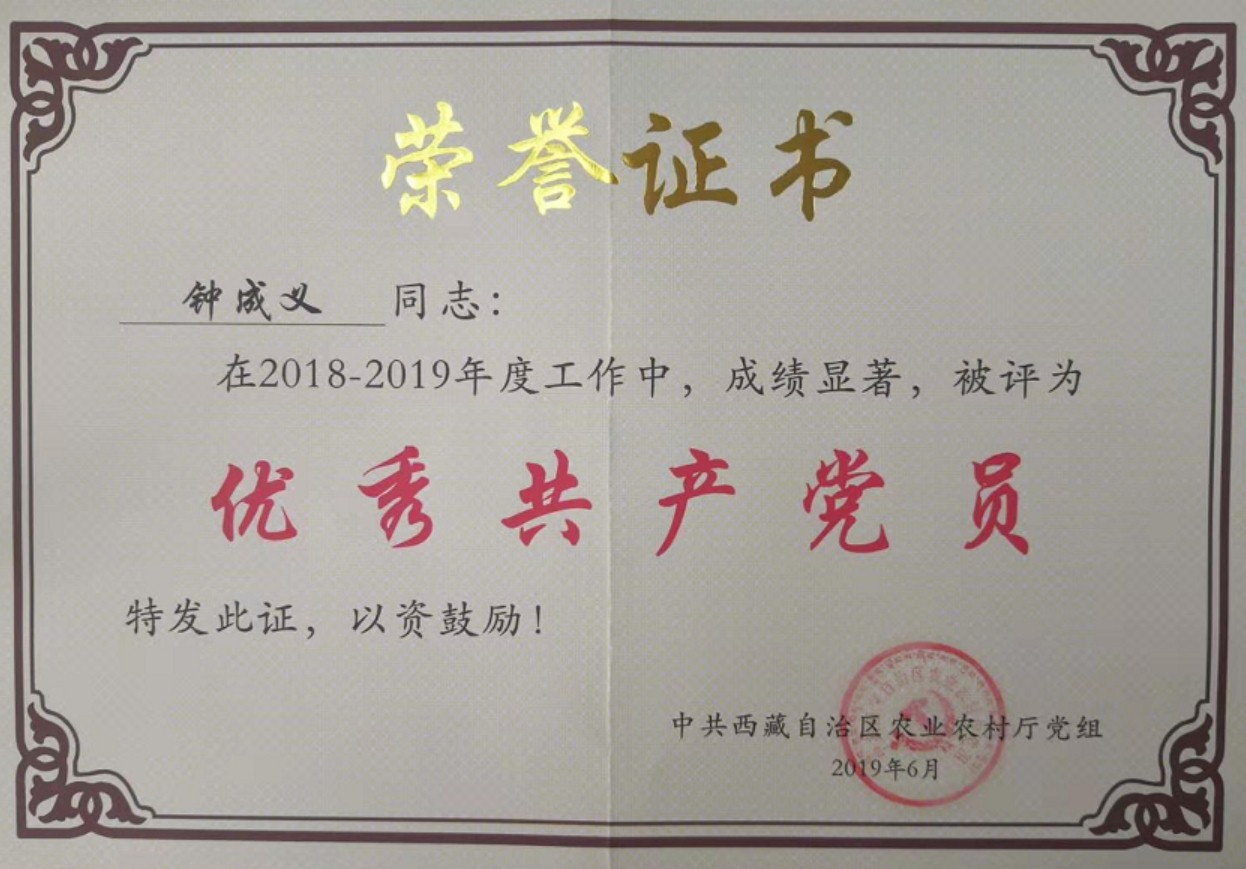 荣誉证书
钟成义 同志：
在2018-2019年度工作中，成绩显著，被评为
优秀共产党员
特发此证，以资鼓励！
中共西藏自治区农业农村厅党组
2019年6月